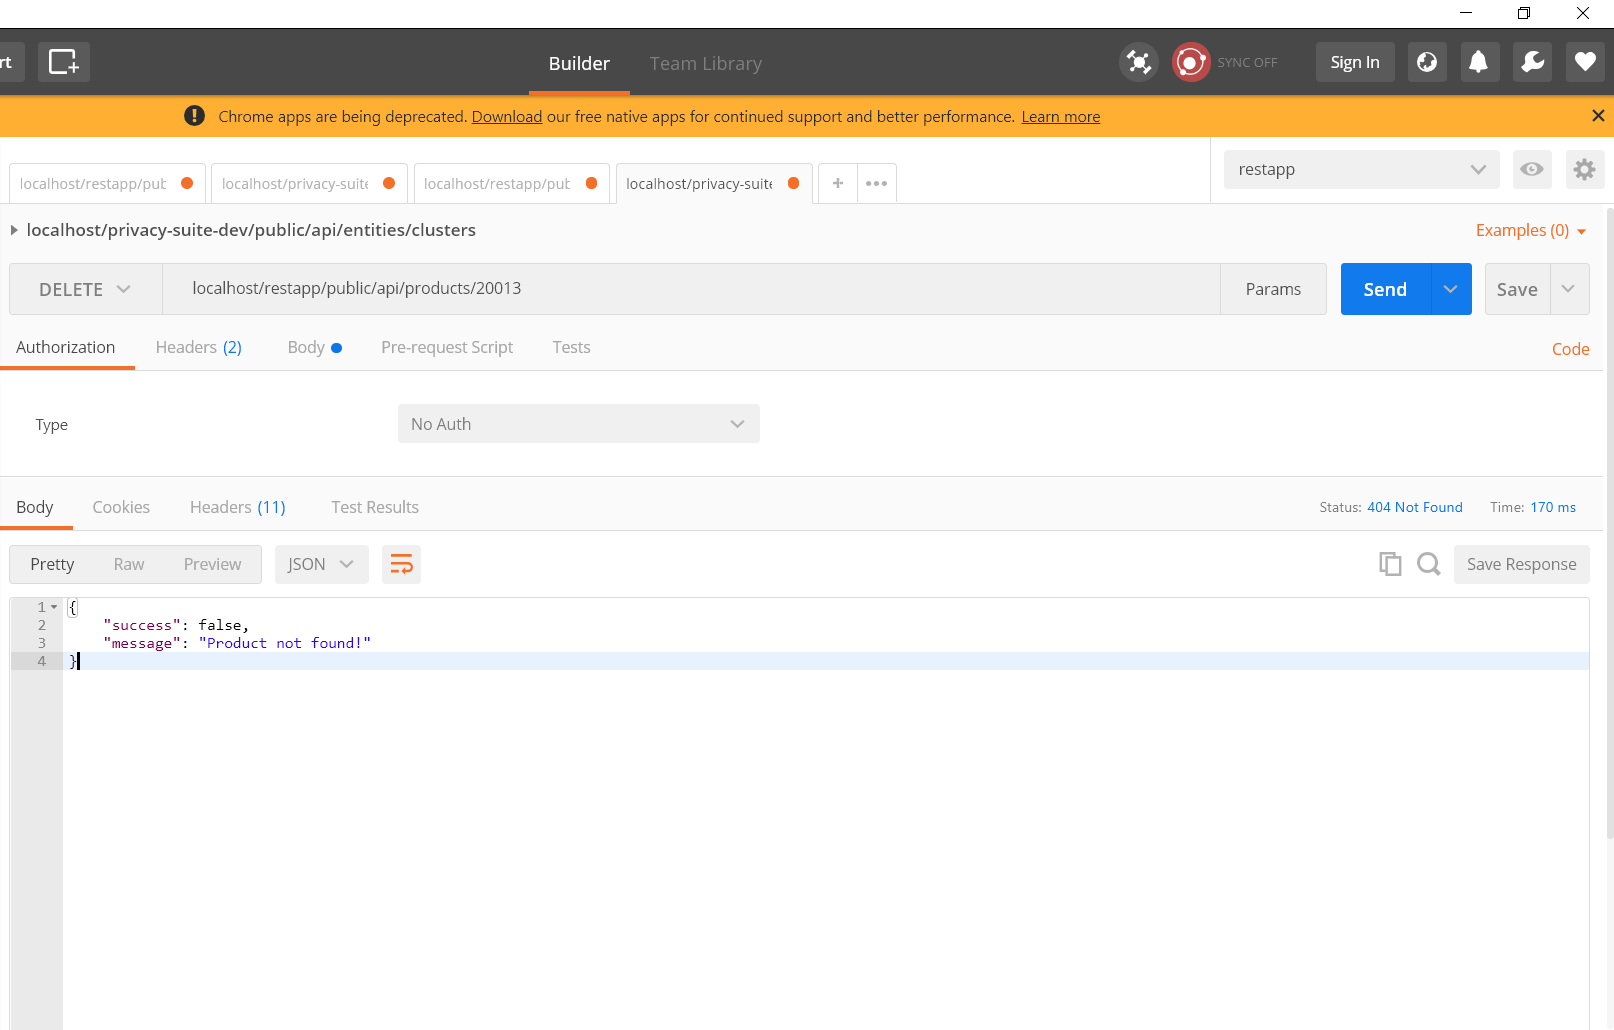 rt
Builder Team Library SYNC OFF Sign In
Chrome apps are being deprecated. Download our free native apps for continued support and better performance. Learn more
localhost/restapp/pub localhost/privacy-suite localhost/restapp/pub localhost/privacy-suite + ••• restapp
localhost/privacy-suite-dev/public/api/entities/clusters Examples (0)
DELETE localhost/restapp/public/api/products/20013 Params Send Save
Authorization Headers (2) Body Pre-request Script Tests Code
Type No Auth
Body Cookies Headers (11) Test Results Status: 404 Not Found Time: 170 ms
Pretty Raw Preview JSON Save Response
1 {
2 "success": false,
3 "message": "Product not found!"
4 }